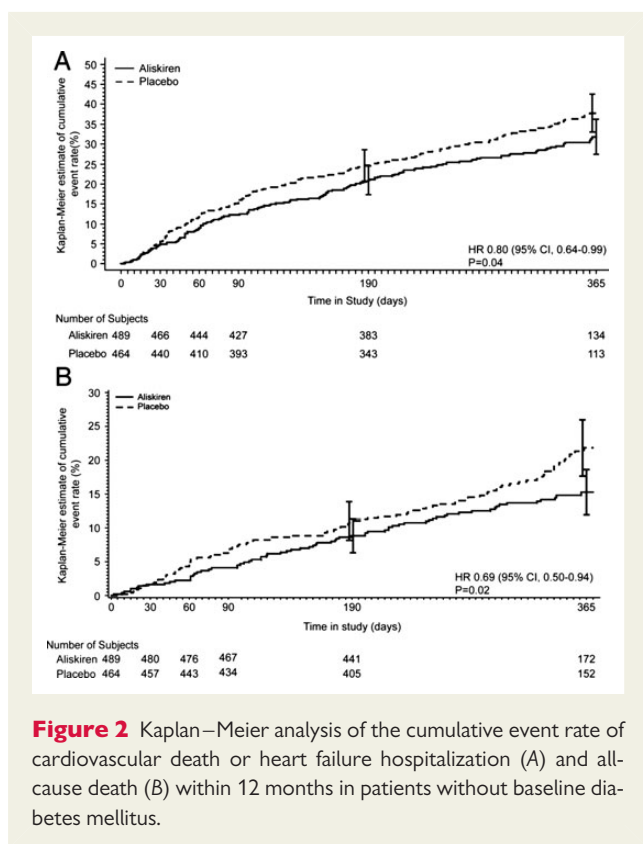 A
Kaplan-Meier estimate of cumulative
event rate(%)
50
45
40
35
30
25
20
15
10
5
0
Aliskiren
Placebo
HR 0.80 (95% CI, 0.64-0.99)
P=0.04
0 30 60 90 190 365
Time in Study (days)
Number of Subjects
Aliskiren 489 466 444 427 383 134
Placebo 464 440 410 393 343 113
B
Kaplan-Meier estimate of cumulative
event rate (%)
30
25
20
15
10
5
0
Aliskiren
Placebo
HR 0.69 (95% CI, 0.50-0.94)
P=0.02
0 30 60 90 190 365
Time in study (days)
Number of Subjects
Aliskiren 489 480 476 467 441 172
Placebo 464 457 443 434 405 152
Figure 2 Kaplan–Meier analysis of the cumulative event rate of
cardiovascular death or heart failure hospitalization (A) and all-
cause death (B) within 12 months in patients without baseline dia-
betes mellitus.